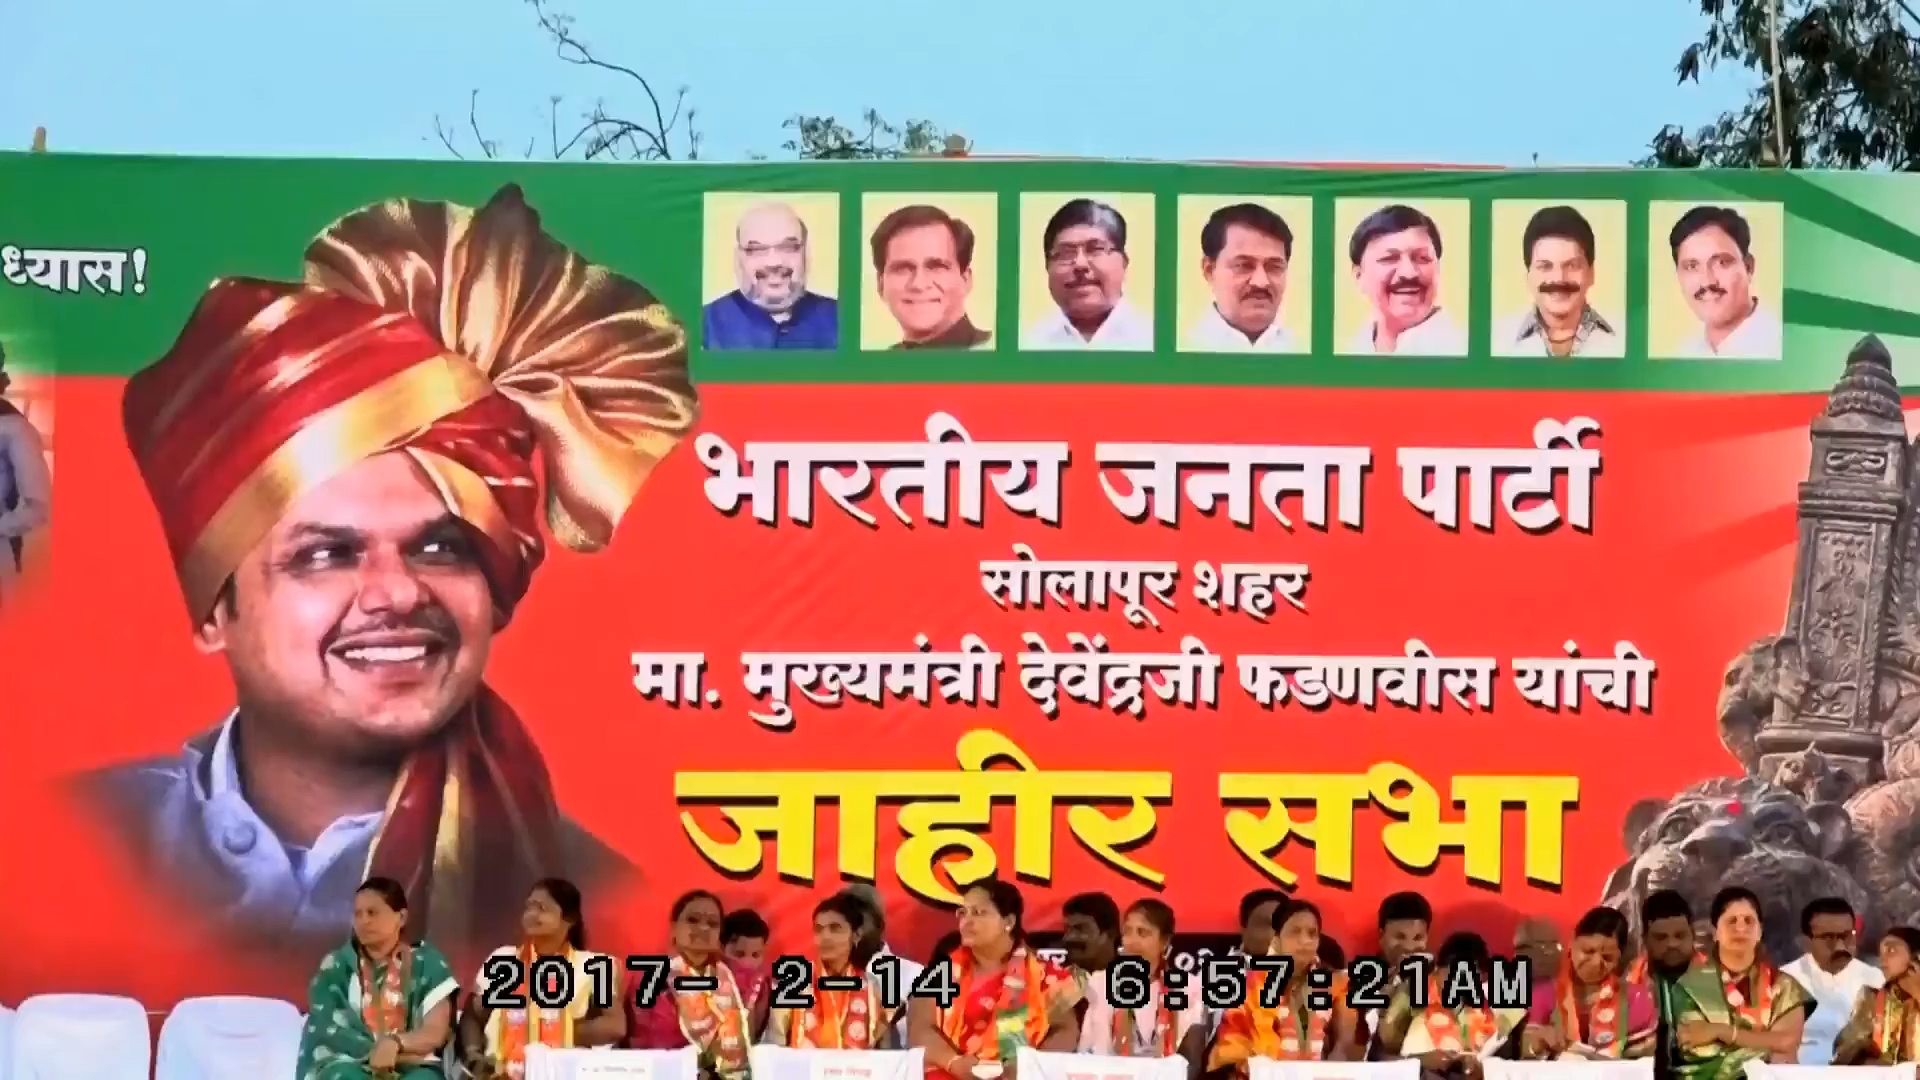 ध्यास!
भारतीय जनता पार्टी
सोलापूर शहर
मा. मुख्यमंत्री देवेंद्रजी फडणवीस यांची
जाहीर सभा
2017- 2-14 6:57:21AM